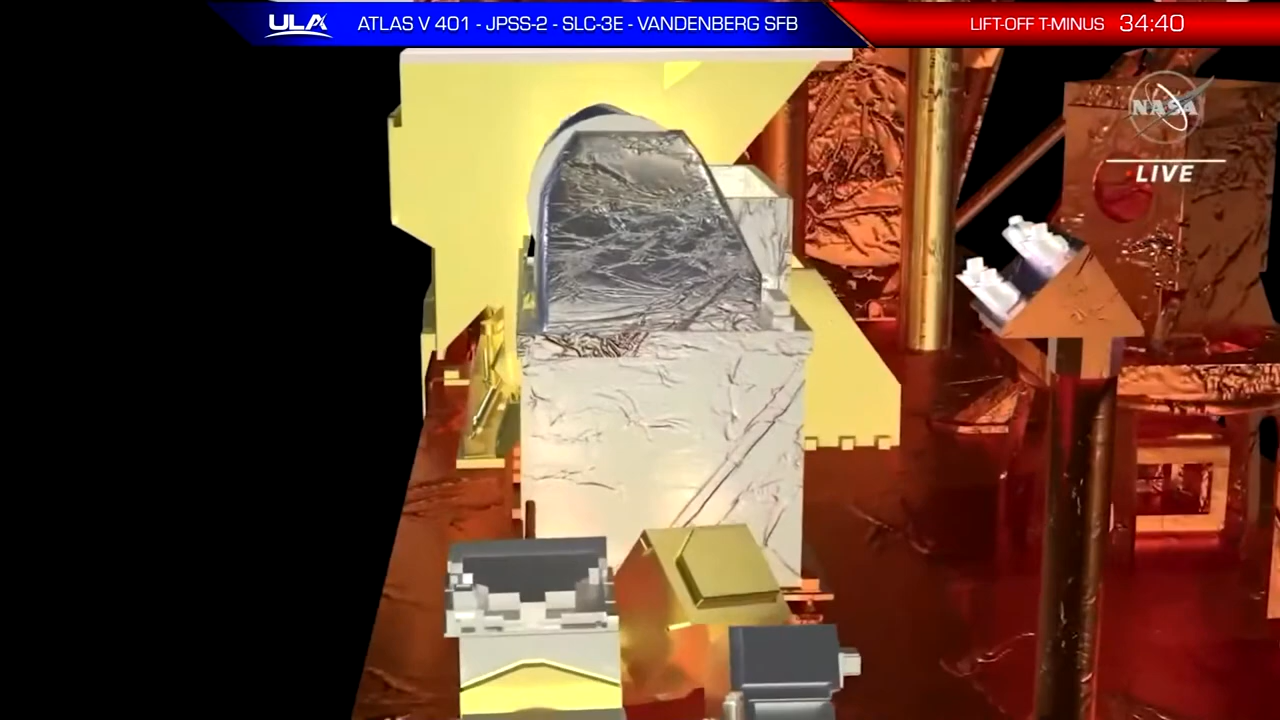 ULA
ATLAS V 401 - JPSS-2 - SLC-3E - VANDENBERG SFB
LIFT-OFF T-MINUS 34:40
NASA
LIVE